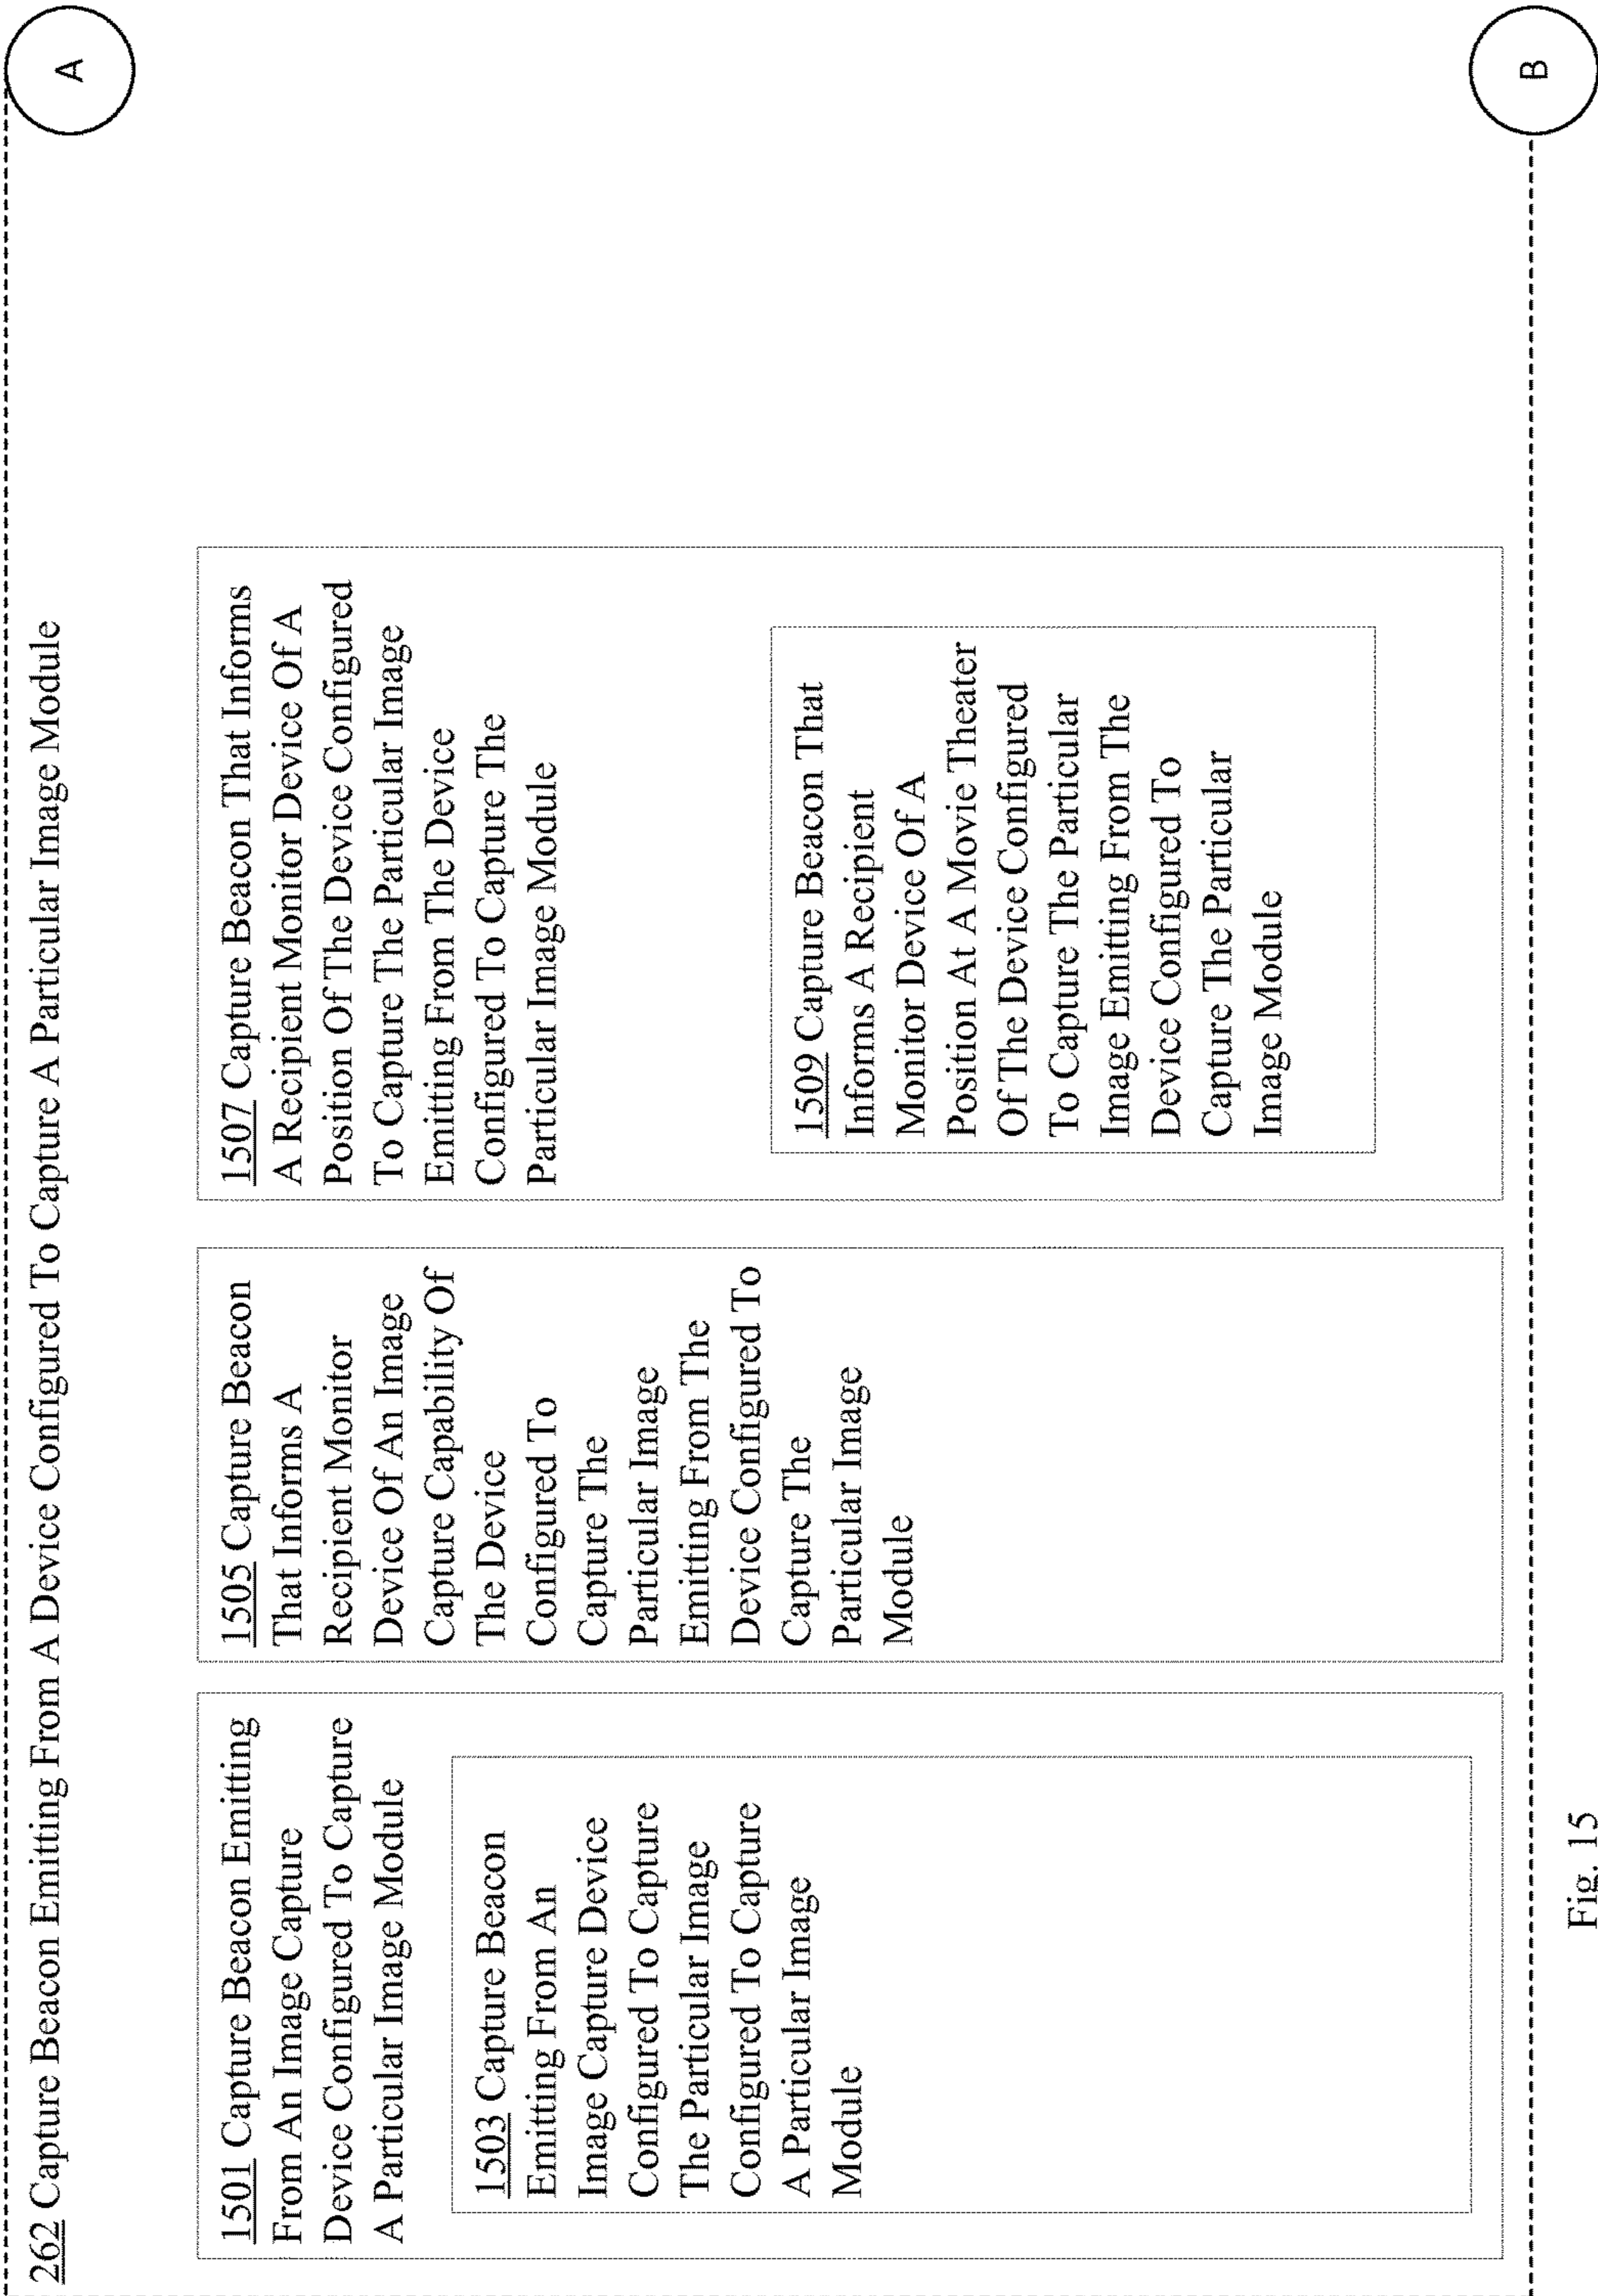 262 Capture Beacon Emitting From A Device Configured To Capture A Particular Image Module
A
1501 Capture Beacon Emitting
From An Image Capture
Device Configured To Capture
A Particular Image Module
1503 Capture Beacon
Emitting From An
Image Capture Device
Configured To Capture
The Particular Image
Configured To Capture
A Particular Image
Module
1505 Capture Beacon
That Informs A
Recipient Monitor
Device Of An Image
Capture Capability Of
The Device
Configured To
Capture The
Particular Image
Emitting From The
Device Configured To
Capture The
Particular Image
Module
1507 Capture Beacon That Informs
A Recipient Monitor Device Of A
Position Of The Device Configured
To Capture The Particular Image
Emitting From The Device
Configured To Capture The
Particular Image Module
1509 Capture Beacon That
Informs A Recipient
Monitor Device Of A
Position At A Movie Theater
Of The Device Configured
To Capture The Particular
Image Emitting From The
Device Configured To
Capture The Particular
Image Module
B
Fig. 15